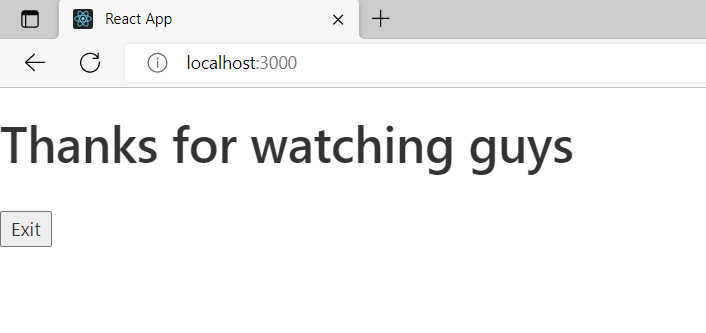 React App
localhost:3000
Thanks for watching guys
Exit